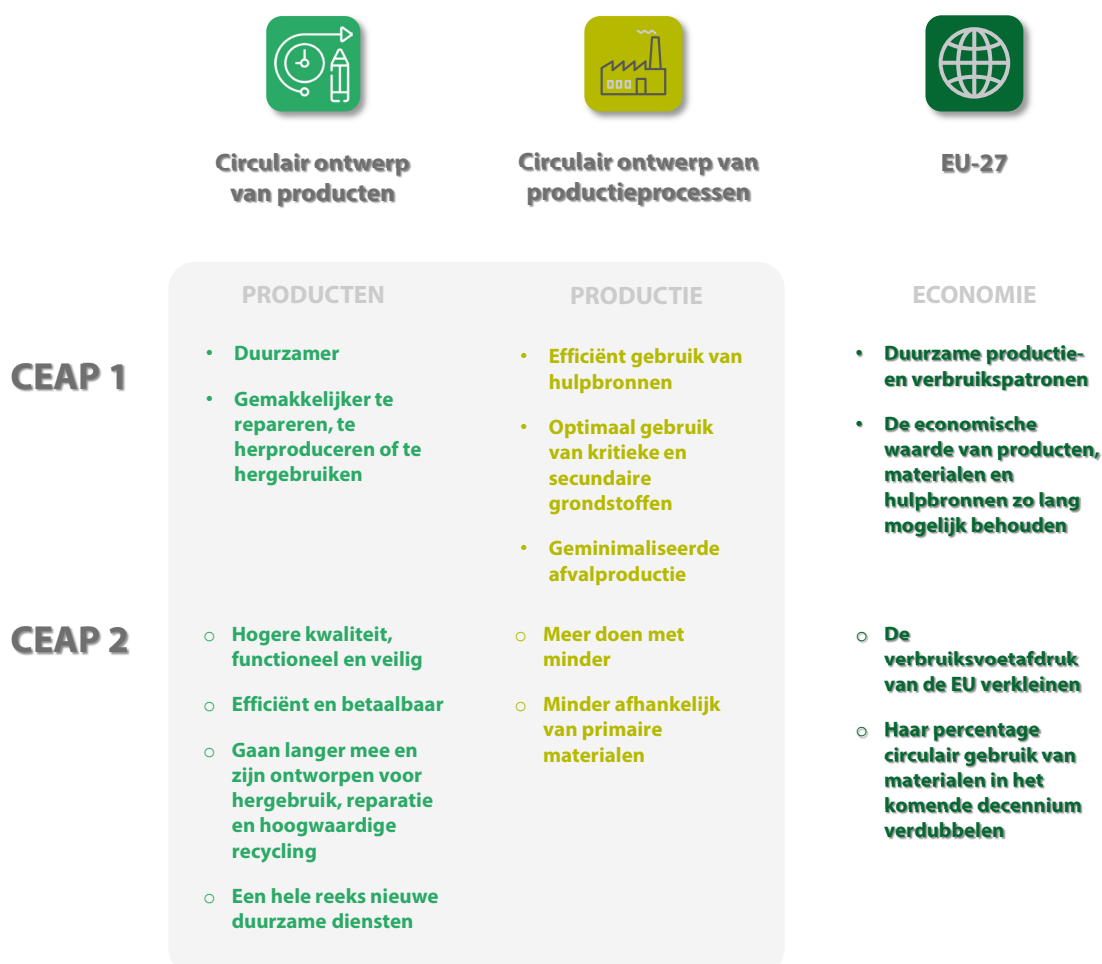 Circulair ontwerp
van producten
Circulair ontwerp van
productieprocessen
EU-27
PRODUCTEN
PRODUCTIE
ECONOMIE
CEAP 1
• Duurzamer
• Gemakkelijker te
repareren, te
herproduceren of te
hergebruiken
• Efficiënt gebruik van
hulpbronnen
• Optimaal gebruik
van kritieke en
secundaire
grondstoffen
• Geminimaliseerde
afvalproductie
• Duurzame productie-
en verbruikspatronen
• De economische
waarde van producten,
materialen en
hulpbronnen zo lang
mogelijk behouden
CEAP 2
○ Hogere kwaliteit,
functioneel en veilig
○ Efficiënt en betaalbaar
○ Gaan langer mee en
zijn ontworpen voor
hergebruik, reparatie
en hoogwaardige
recycling
○ Een hele reeks nieuwe
duurzame diensten
○ Meer doen met
minder
○ Minder afhankelijk
van primaire
materialen
○ De
verbruiksvoetafdruk
van de EU verkleinen
○ Haar percentage
circulair gebruik van
materialen in het
komende decennium
verdubbelen